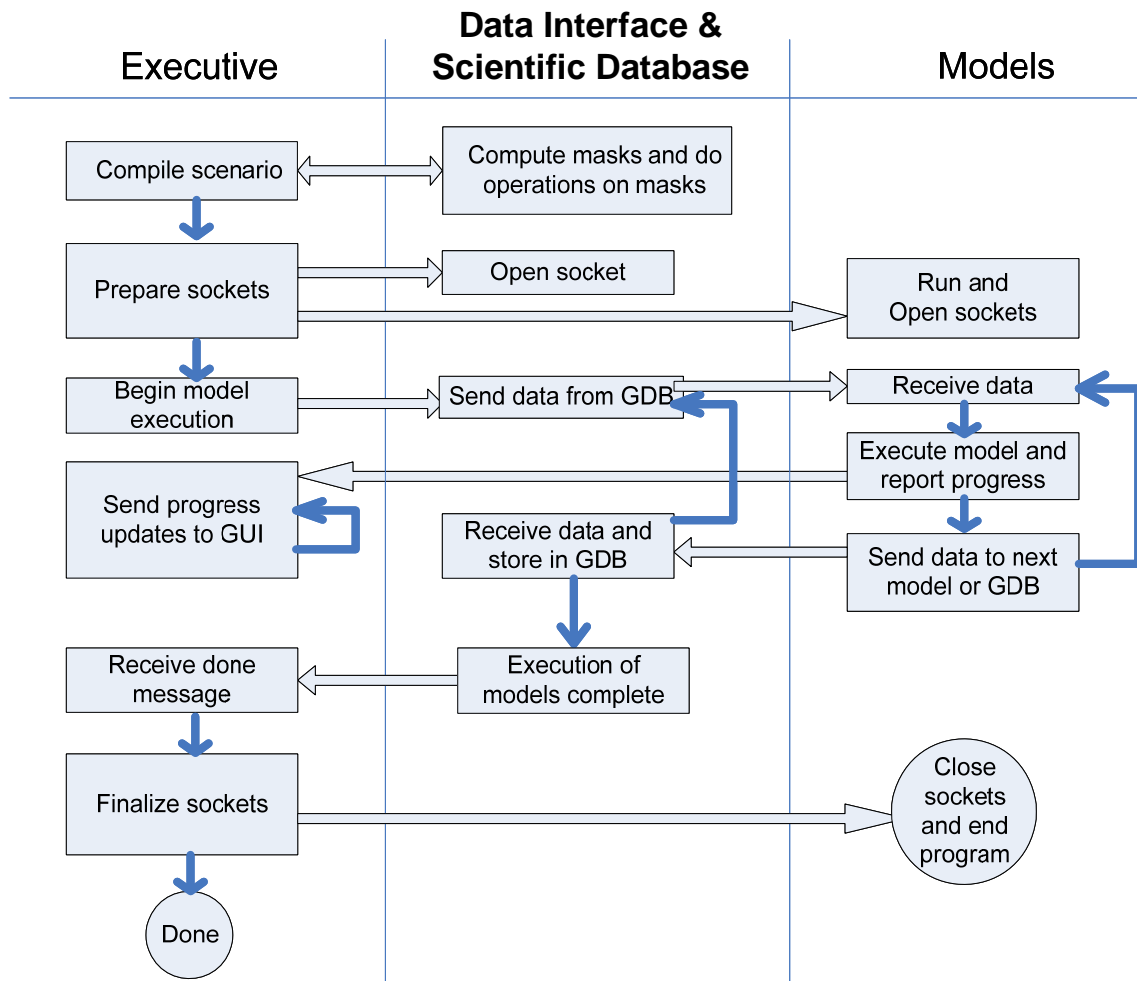 Executive
Data Interface &
Scientific Database
Models
Compile scenario
Compute masks and do
operations on masks
Prepare sockets
Open socket
Run and
Open sockets
Begin model
execution
Send data from GDB
Receive data
Execute model and
report progress
Send progress
updates to GUI
Receive data and
store in GDB
Send data to next
model or GDB
Receive done
message
Execution of
models complete
Finalize sockets
Close
sockets
and end
program
Done